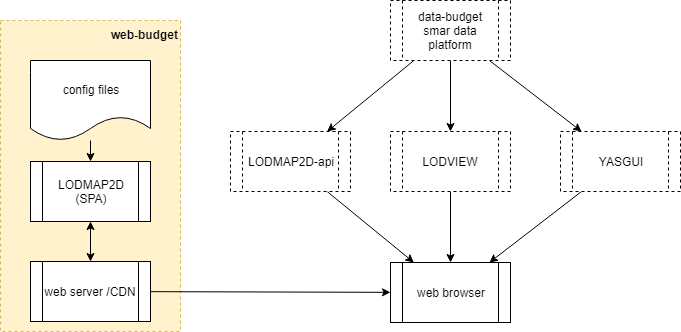 web-budget
config files
LODMAP2D
(SPA)
web server /CDN
data-budget
smar data
platform
LODMAP2D-api
LODVIEW
YASGUI
web browser